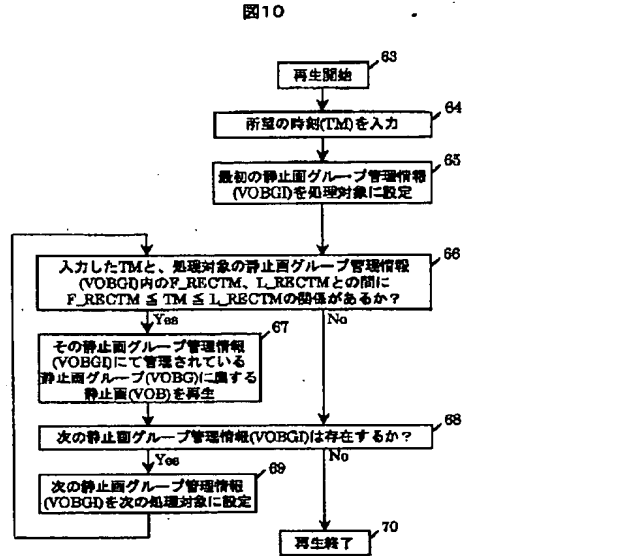 図10
63
再生開始
64
所望の時刻(TM)を入力
65
最初の静止画グループ管理情報
(VOBGI)を処理対象に設定
66
入力したTMと、処理対象の静止画グループ管理情報
(VOBGI)内のF_RECTM、L_RECTMとの間に
F_RECTM ≦ TM ≦ L_RECTMの関係があるか?
Yes
No
67
その静止画グループ管理情報
(VOBGI)にて管理されている
静止画グループ(VOBG)に属する
静止画(VOB)を再生
68
次の静止画グループ管理情報(VOBGI)は存在するか?
Yes
No
69
次の静止画グループ管理情報
(VOBGI)を次の処理対象に設定
70
再生終了